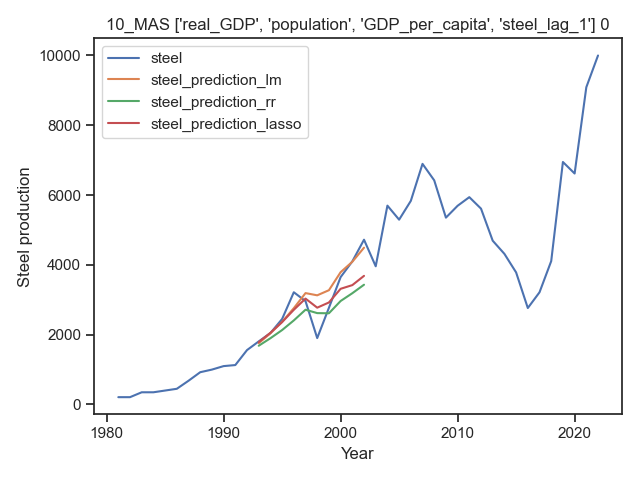 10_MAS ['real_GDP', 'population', 'GDP_per_capita', 'steel_lag_1'] 0
steel
steel_prediction_lm
steel_prediction_rr
steel_prediction_lasso
10000
8000
6000
4000
2000
0
Steel production
1980
1990
2000
2010
2020
Year